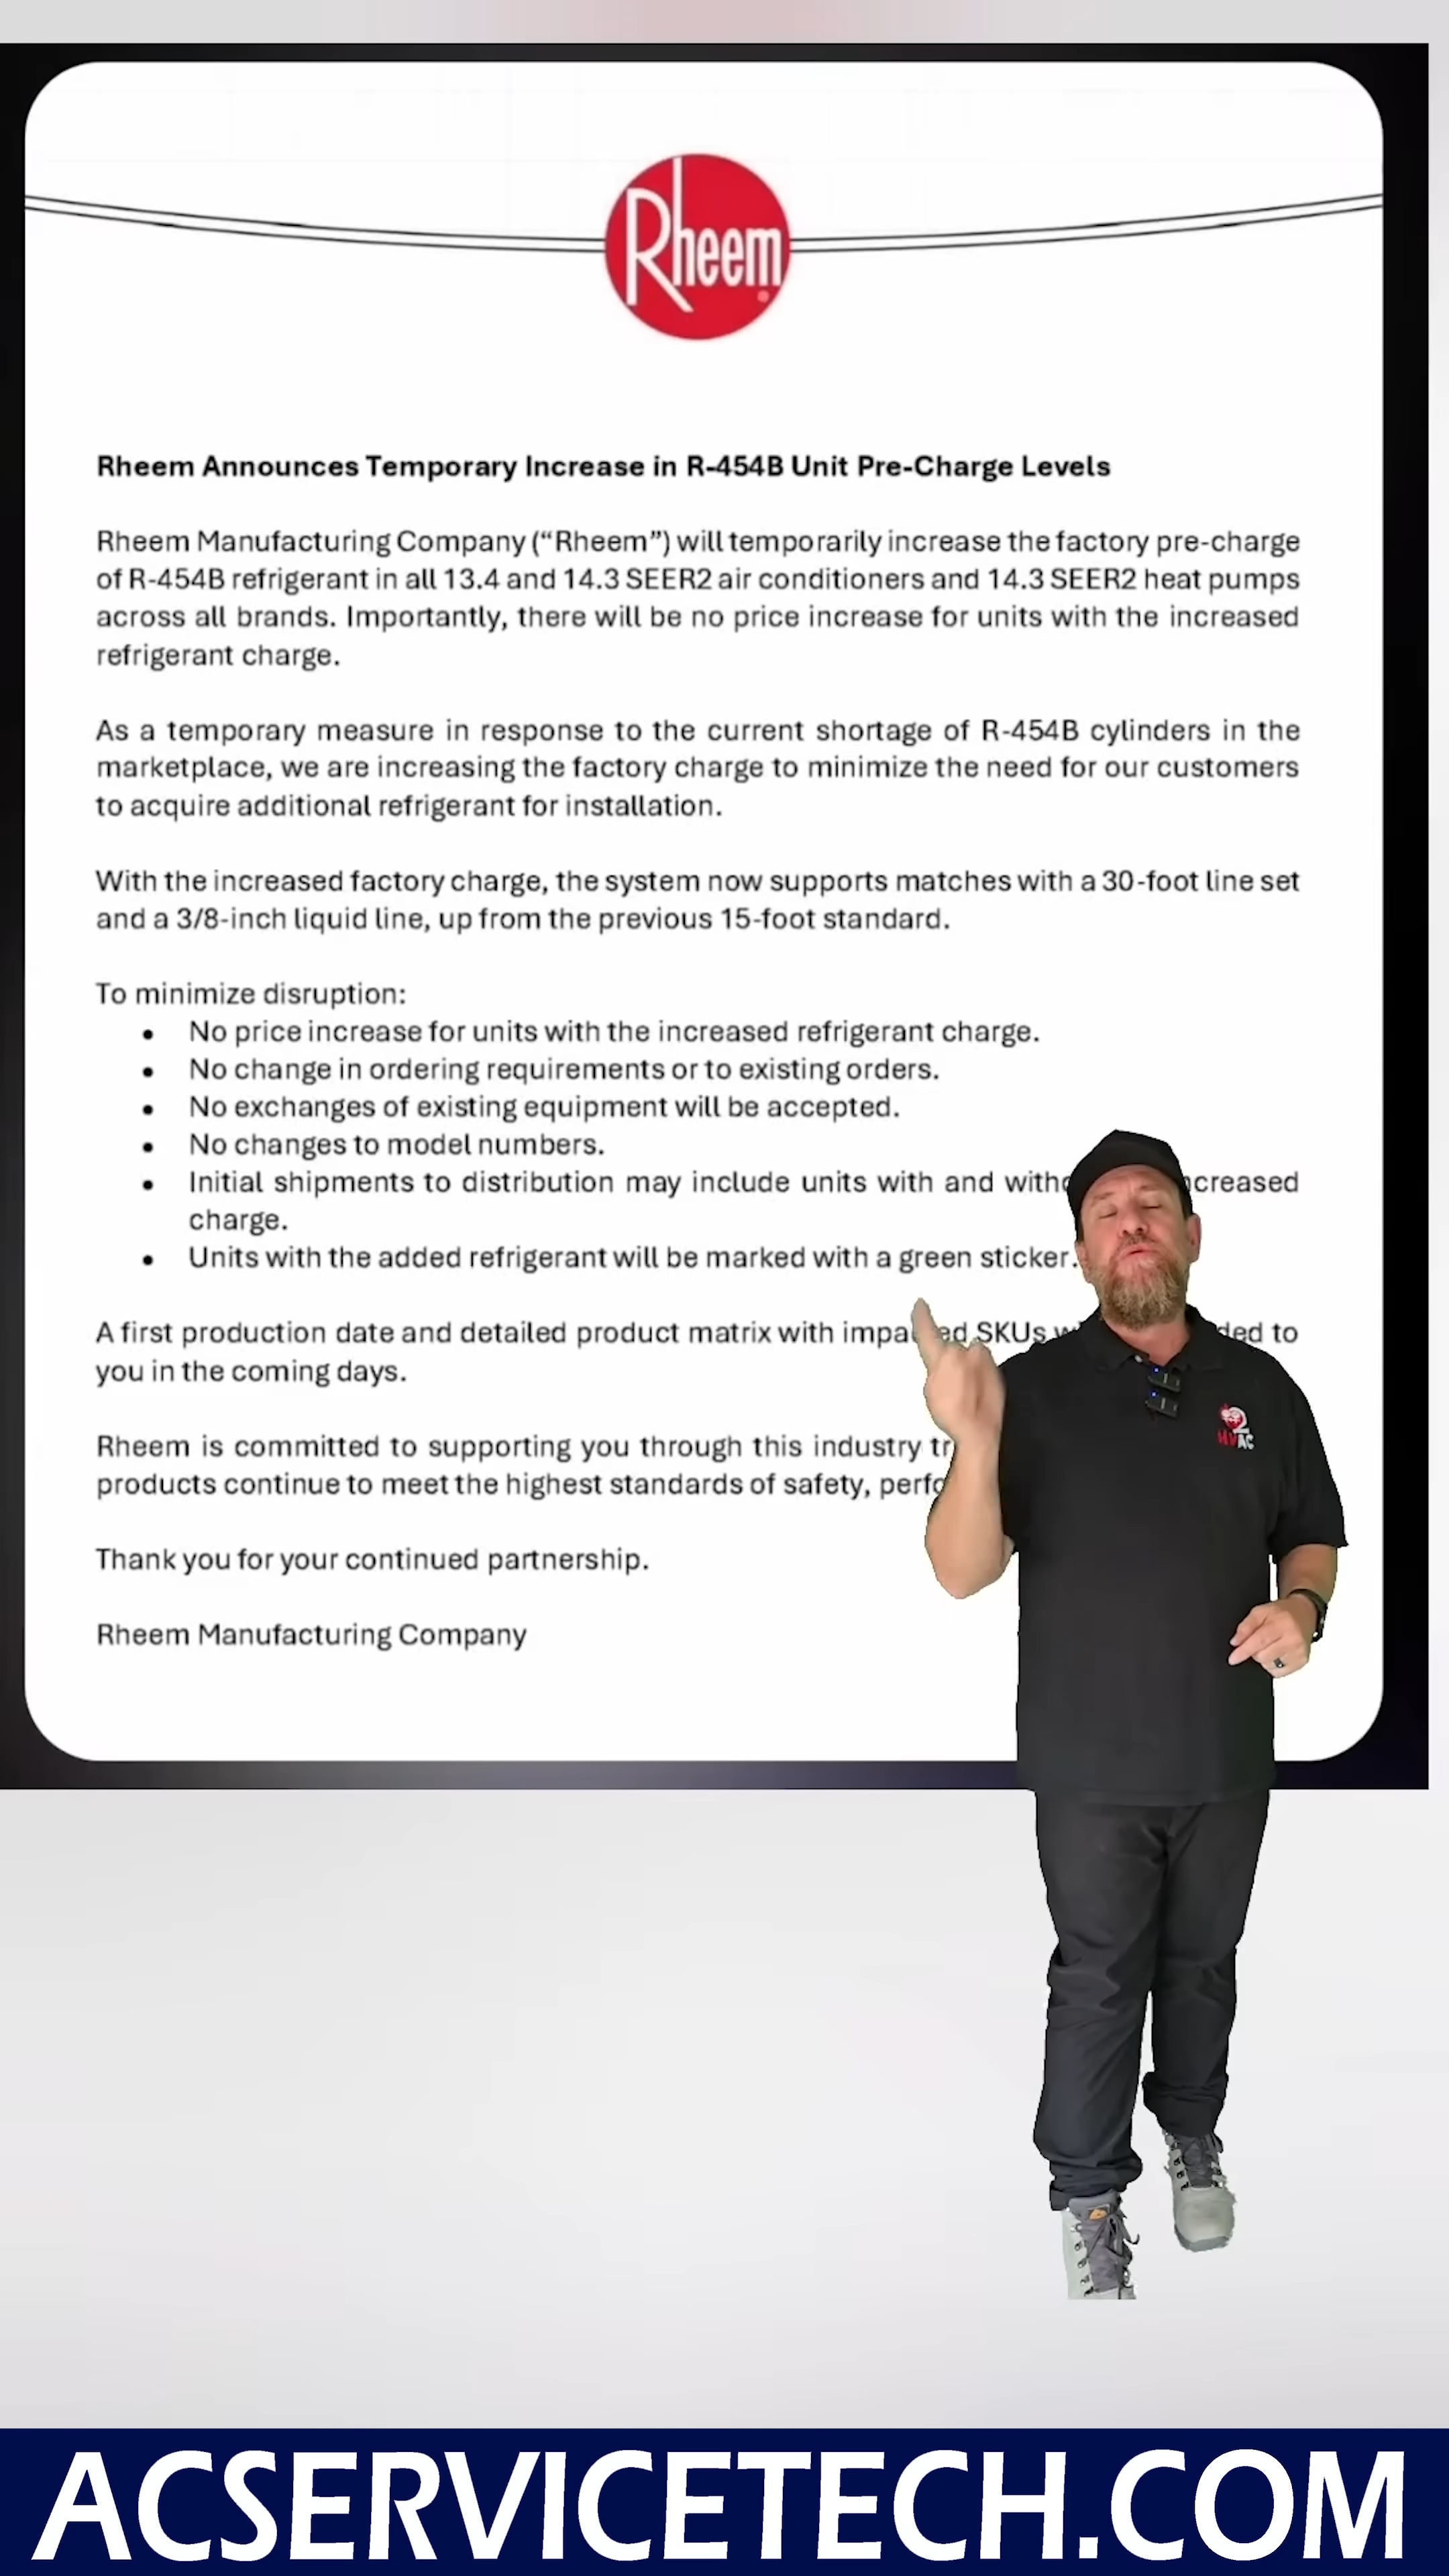 Rheem
Rheem Announces Temporary Increase in R-454B Unit Pre-Charge Levels
Rheem Manufacturing Company (“Rheem”) will temporarily increase the factory pre-charge
of R-454B refrigerant in all 13.4 and 14.3 SEER2 air conditioners and 14.3 SEER2 heat pumps
across all brands. Importantly, there will be no price increase for units with the increased
refrigerant charge.
As a temporary measure in response to the current shortage of R-454B cylinders in the
marketplace, we are increasing the factory charge to minimize the need for our customers
to acquire additional refrigerant for installation.
With the increased factory charge, the system now supports matches with a 30-foot line set
and a 3/8-inch liquid line, up from the previous 15-foot standard.
To minimize disruption:
• No price increase for units with the increased refrigerant charge.
• No change in ordering requirements or to existing orders.
• No exchanges of existing equipment will be accepted.
• No changes to model numbers.
• Initial shipments to distribution may include units with and
charge.
• Units with the added refrigerant will be marked with a green sticker.
A first production date and detailed product matrix with SKUs to
you in the coming days.
Rheem is committed to supporting you through this industry
products continue to meet the highest standards of safety,
Thank you for your continued partnership.
Rheem Manufacturing Company
HVAC
ACSERVICETECH.COM